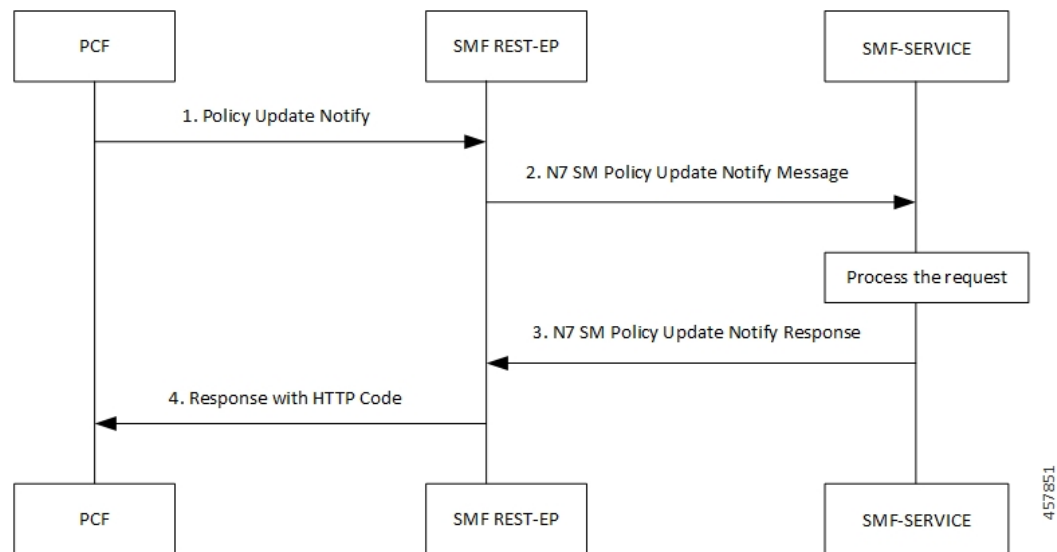 PCF
SMF REST-EP
SMF-SERVICE
1. Policy Update Notify
2. N7 SM Policy Update Notify Message
Process the request
3. N7 SM Policy Update Notify Response
4. Response with HTTP Code
PCF
SMF REST-EP
SMF-SERVICE
457851